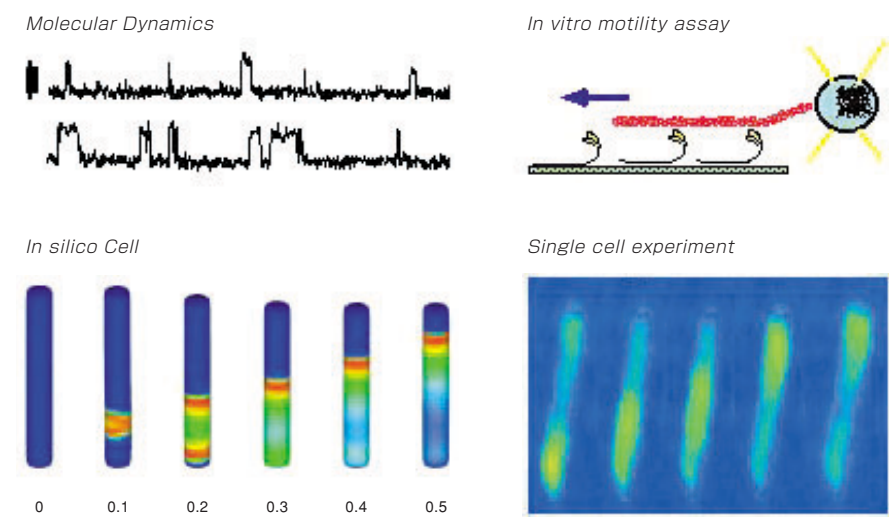 Molecular Dynamics
In vitro motility assay
In silico Cell
Single cell experiment
0 0.1 0.2 0.3 0.4 0.5